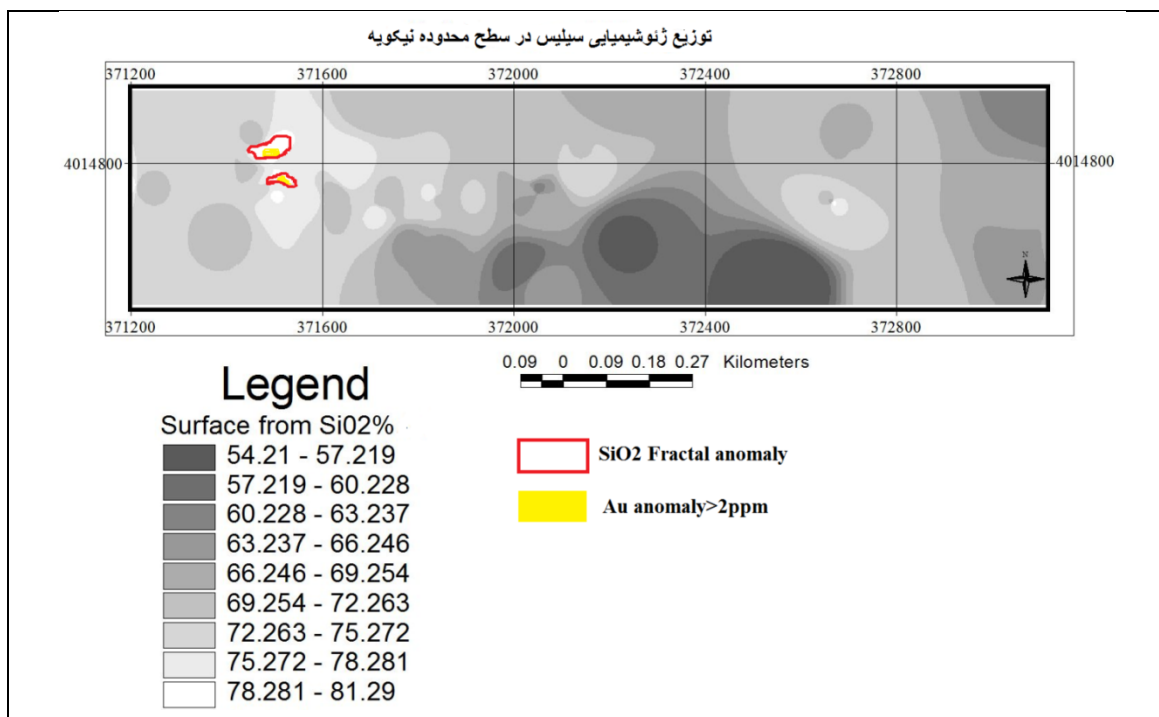 توزیع ژئوشیمیایی سیلیس در سطح محدوده نیکویه
371200 371600 372000 372400 372800
4014800 4014800
N
371200 371600 372000 372400 372800
0.09 0 0.09 0.18 0.27 Kilometers
Legend
Surface from Si02%
54.21 - 57.219
57.219 - 60.228
60.228 - 63.237
63.237 - 66.246
66.246 - 69.254
69.254 - 72.263
72.263 - 75.272
75.272 - 78.281
78.281 - 81.29
SiO2 Fractal anomaly
Au anomaly>2ppm